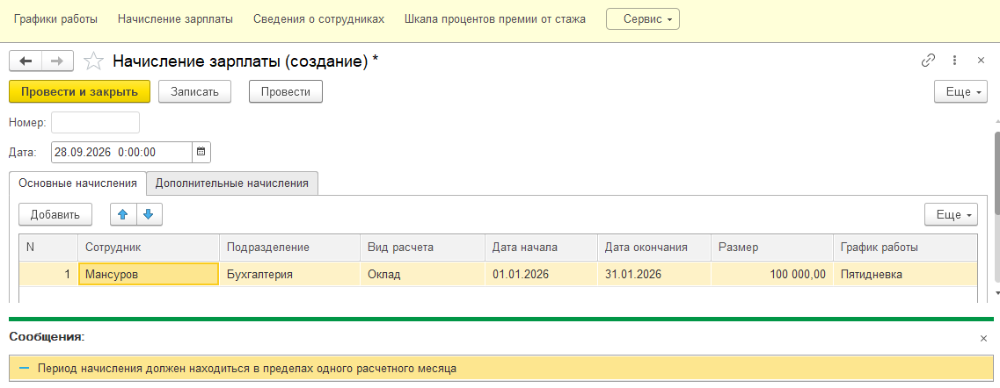 Графики работы Начисление зарплаты Сведения о сотрудниках Шкала процентов премии от стажа Сервис
Начисление зарплаты (создание) *
Провести и закрыть Записать Провести Еще
Номер:
Дата: 28.09.2026 0:00:00
Основные начисления Дополнительные начисления
Добавить Еще
N Сотрудник Подразделение Вид расчета Дата начала Дата окончания Размер График работы
1 Мансуров Бухгалтерия Оклад 01.01.2026 31.01.2026 100 000,00 Пятидневка
Сообщения:
Период начисления должен находиться в пределах одного расчетного месяца